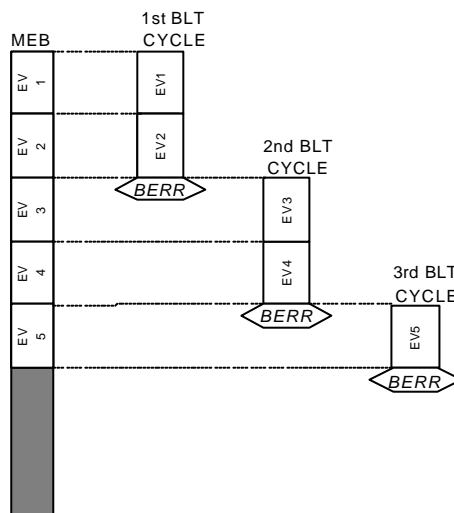 1st BLT
CYCLE
MEB
EV 1
EV1
EV 2
EV2
BERR
2nd BLT
CYCLE
EV 3
EV3
EV 4
EV4
BERR
3rd BLT
CYCLE
EV 5
EV5
BERR